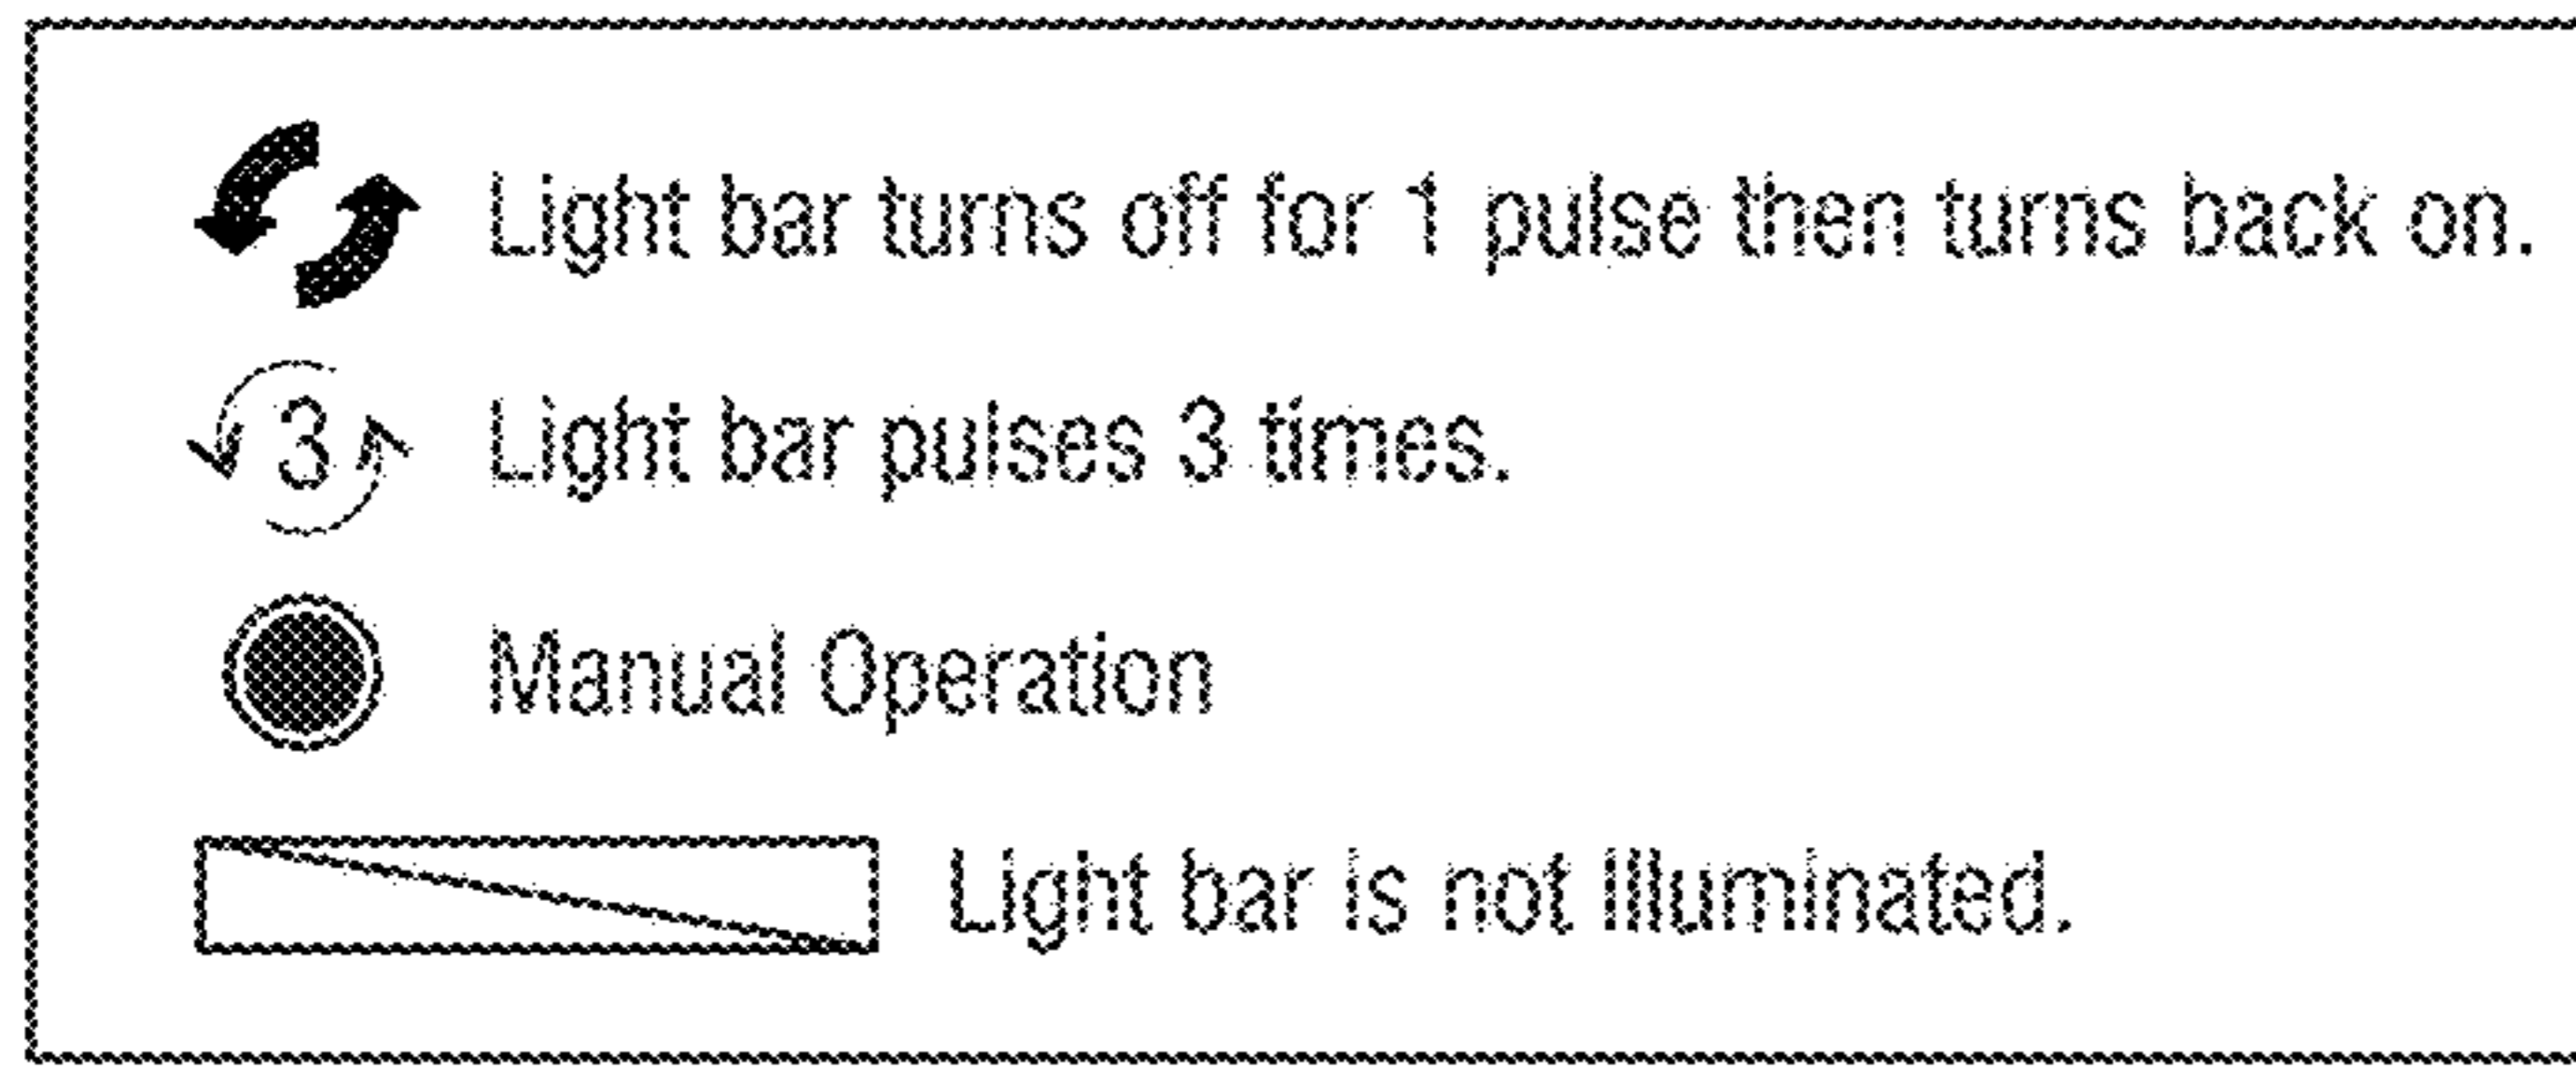 Light bar turns off for 1 pulse then turns back on.
3 Light bar pulses 3 times.
Manual Operation
Light bar is not illuminated.